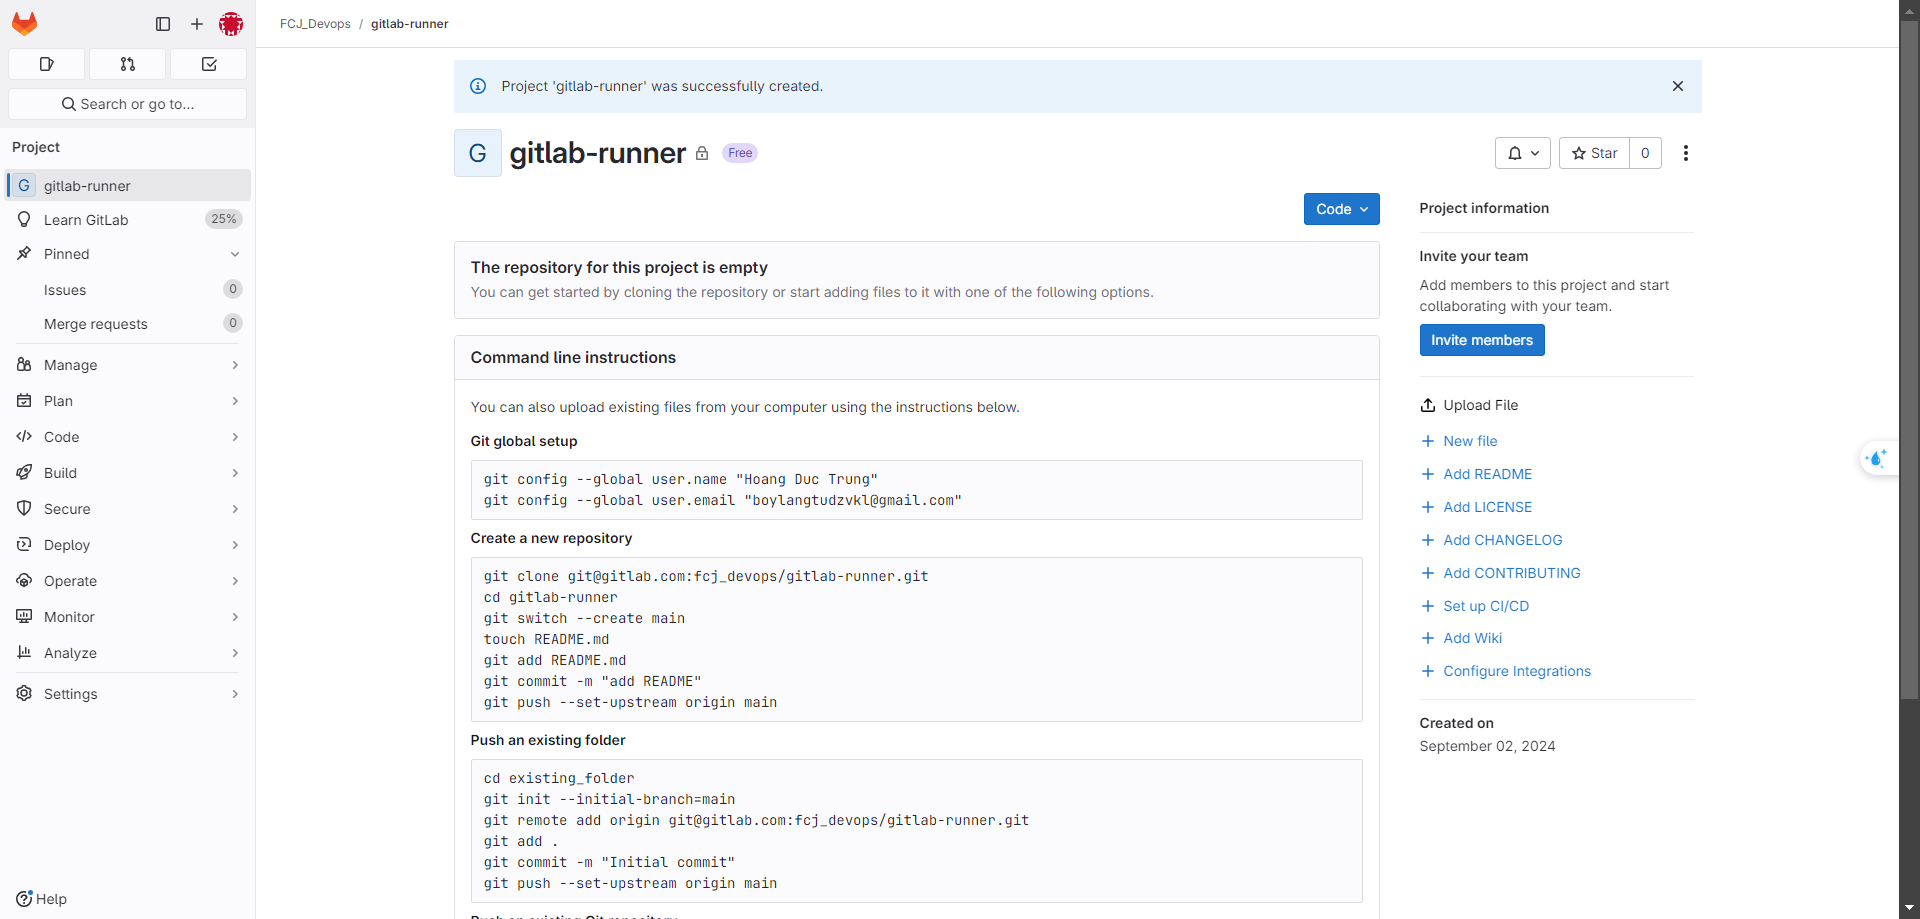 FCJ_Devops / gitlab-runner
Search or go to...
Project
G gitlab-runner
Learn GitLab 25%
Pinned
Issues 0
Merge requests 0
Manage
Plan
Code
Build
Secure
Deploy
Operate
Monitor
Analyze
Settings
Help
Project 'gitlab-runner' was successfully created.
G gitlab-runner Free
Star 0
Code
The repository for this project is empty
You can get started by cloning the repository or start adding files to it with one of the following options.
Command line instructions
You can also upload existing files from your computer using the instructions below.
Git global setup
git config --global user.name "Hoang Duc Trung"
git config --global user.email "boylangtudzvkl@gmail.com"
Create a new repository
git clone git@gitlab.com:fcj_devops/gitlab-runner.git
cd gitlab-runner
git switch --create main
touch README.md
git add README.md
git commit -m "add README"
git push --set-upstream origin main
Push an existing folder
cd existing_folder
git init --initial-branch=main
git remote add origin git@gitlab.com:fcj_devops/gitlab-runner.git
git add .
git commit -m "Initial commit"
git push --set-upstream origin main
Push an existing Git repository
Project information
Invite your team
Add members to this project and start
collaborating with your team.
Invite members
Upload File
New file
Add README
Add LICENSE
Add CHANGELOG
Add CONTRIBUTING
Set up CI/CD
Add Wiki
Configure Integrations
Created on
September 02, 2024